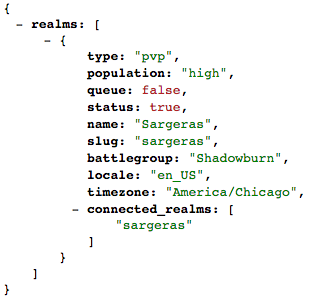 {
- realms: [
- {
type: "pvp",
population: "high",
queue: false,
status: true,
name: "Sargeras",
slug: "sargeras",
battlegroup: "Shadowburn",
locale: "en_US",
timezone: "America/Chicago",
- connected_realms: [
"sargeras"
]
}
]
}